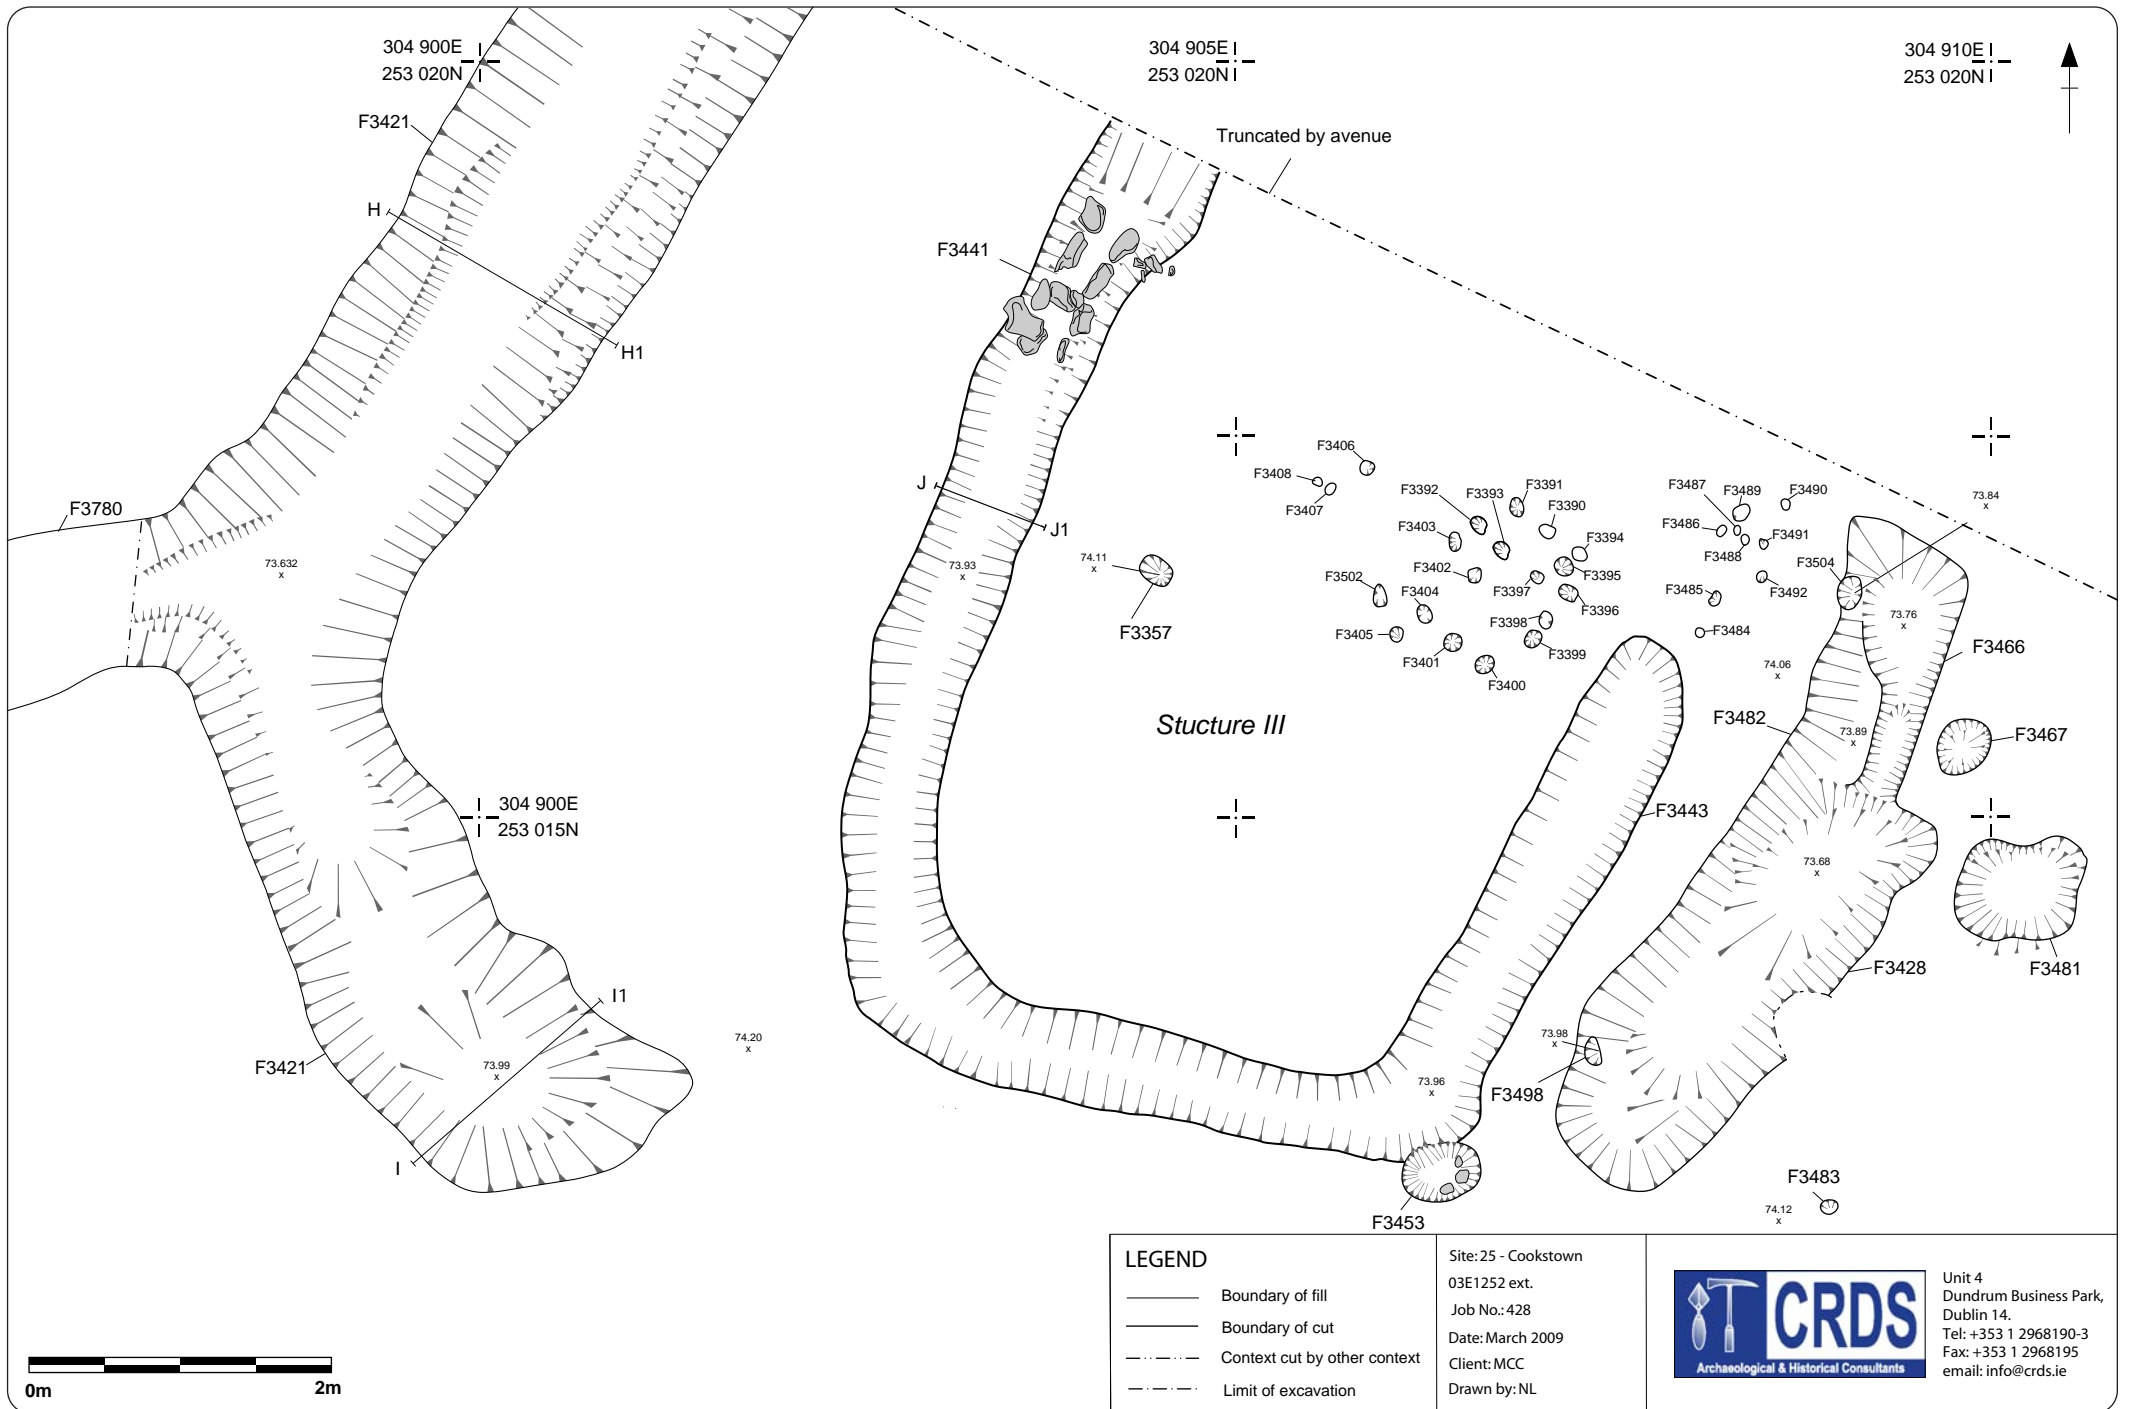 304 900E
253 020N
304 905E
253 020N
304 910E
253 020N
F3421
Truncated by avenue
H
F3441
H1
F3406
F3408
F3407
F3392
F3393
F3391
F3390
F3403
F3394
F3402
F3395
F3397
F3396
F3502
F3404
F3398
F3405
F3401
F3399
F3400
F3487
F3489
F3490
F3486
F3488
F3491
F3504
F3485
F3492
F3484
73.84
x
J
J1
F3780
73.632
x
73.93
x
74.11
x
F3357
73.76
x
F3466
74.06
x
F3482
73.89
x
F3467
Stucture III
304 900E
253 015N
F3443
73.68
x
F3428
F3481
I1
74.20
x
73.98
x
F3421
73.99
x
73.96
x
F3498
I
F3483
74.12
x
F3453
0m
2m
LEGEND
Boundary of fill
Boundary of cut
Context cut by other context
Limit of excavation
Site: 25 - Cookstown
03E1252 ext.
Job No.: 428
Date: March 2009
Client: MCC
Drawn by: NL
CRDS
Archaeological & Historical Consultants
Unit 4
Dundrum Business Park,
Dublin 14.
Tel: +353 1 2968190-3
Fax: +353 1 2968195
email: info@crds.ie